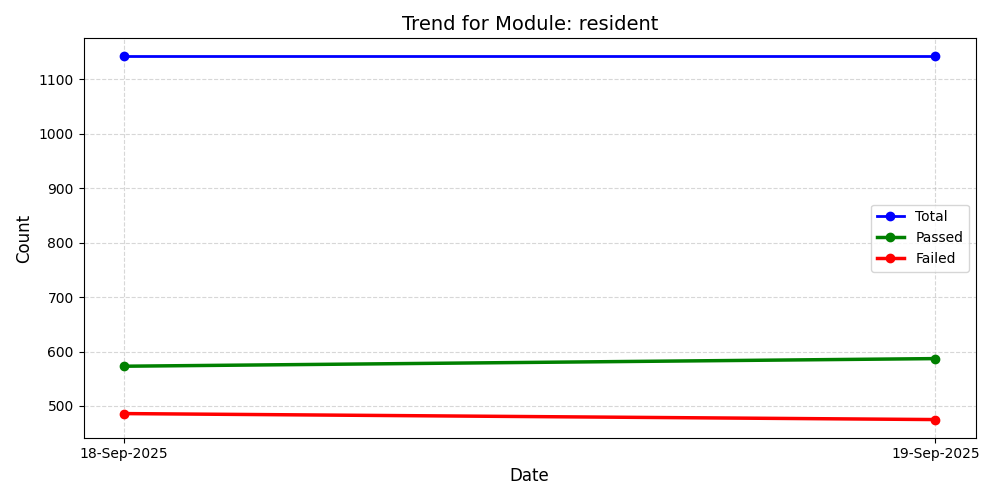 Trend for Module: resident
Count
1100
1000
900
800
700
600
500
Total
Passed
Failed
18-Sep-2025
19-Sep-2025
Date